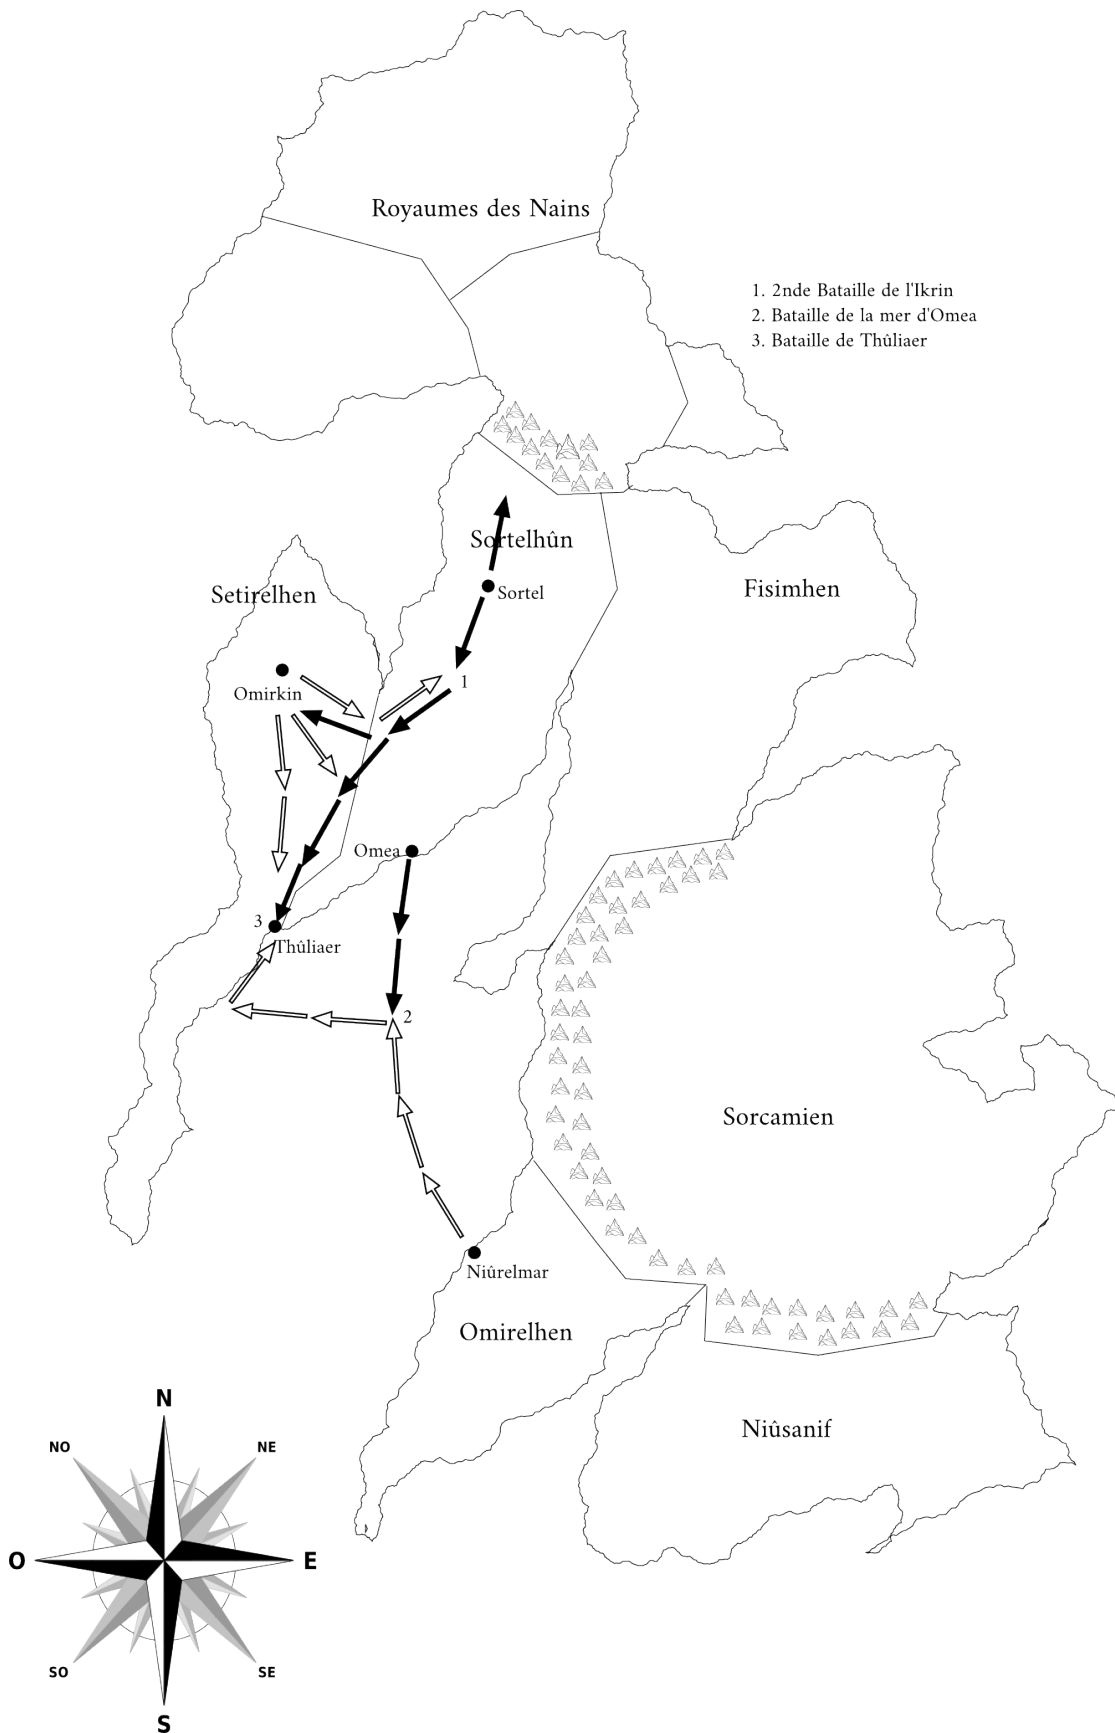 Royaumes des Nains
1. 2nde Bataille de l'Ikrin
2. Bataille de la mer d'Omea
3. Bataille de Thûliaer
Sortelhûn
Setirelhen
Sortel
Fisimhen
Omirkin
1
Omea
3
Thûliaer
2
Sorcamien
Niûrelmar
Omirelhen
Niûsanif
N
NO
NE
O
E
SO
SE
S